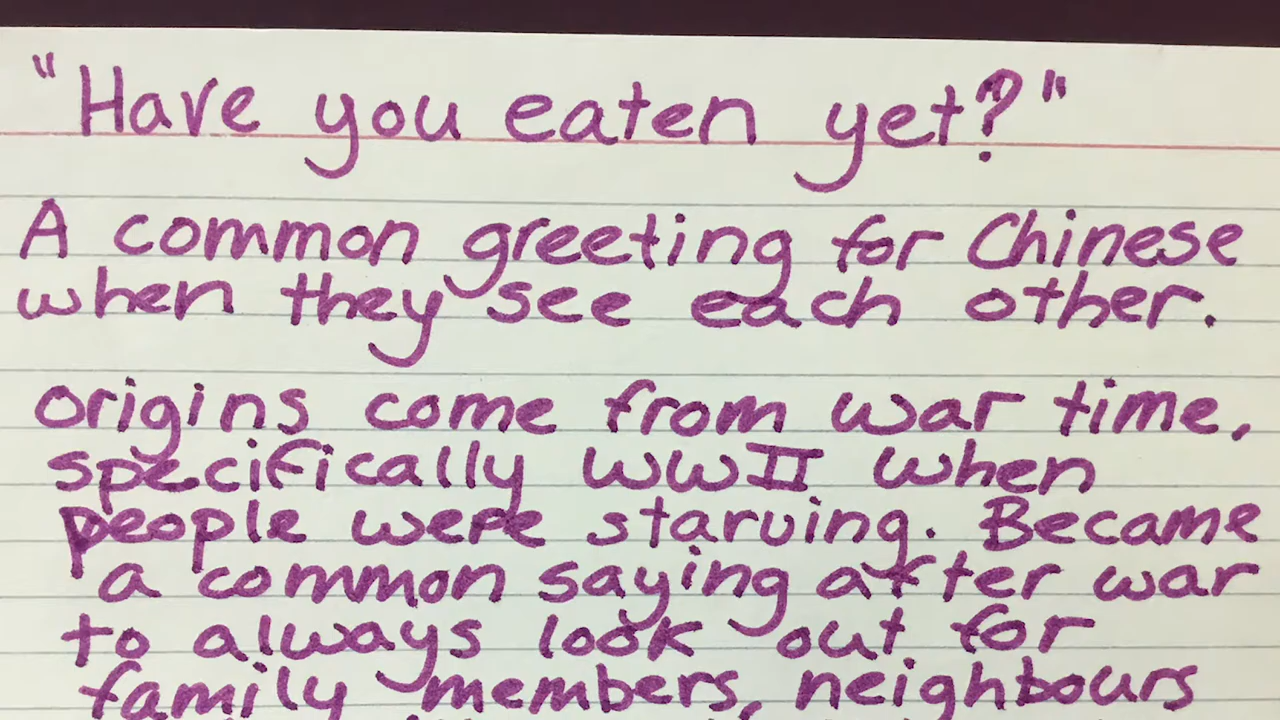 "Have you eaten yet?"
A common greeting for Chinese
when they see each other.
origins come from war time,
specifically WWII when
people were starving. Became
a common saying after war
to always look out for
family members, neighbours